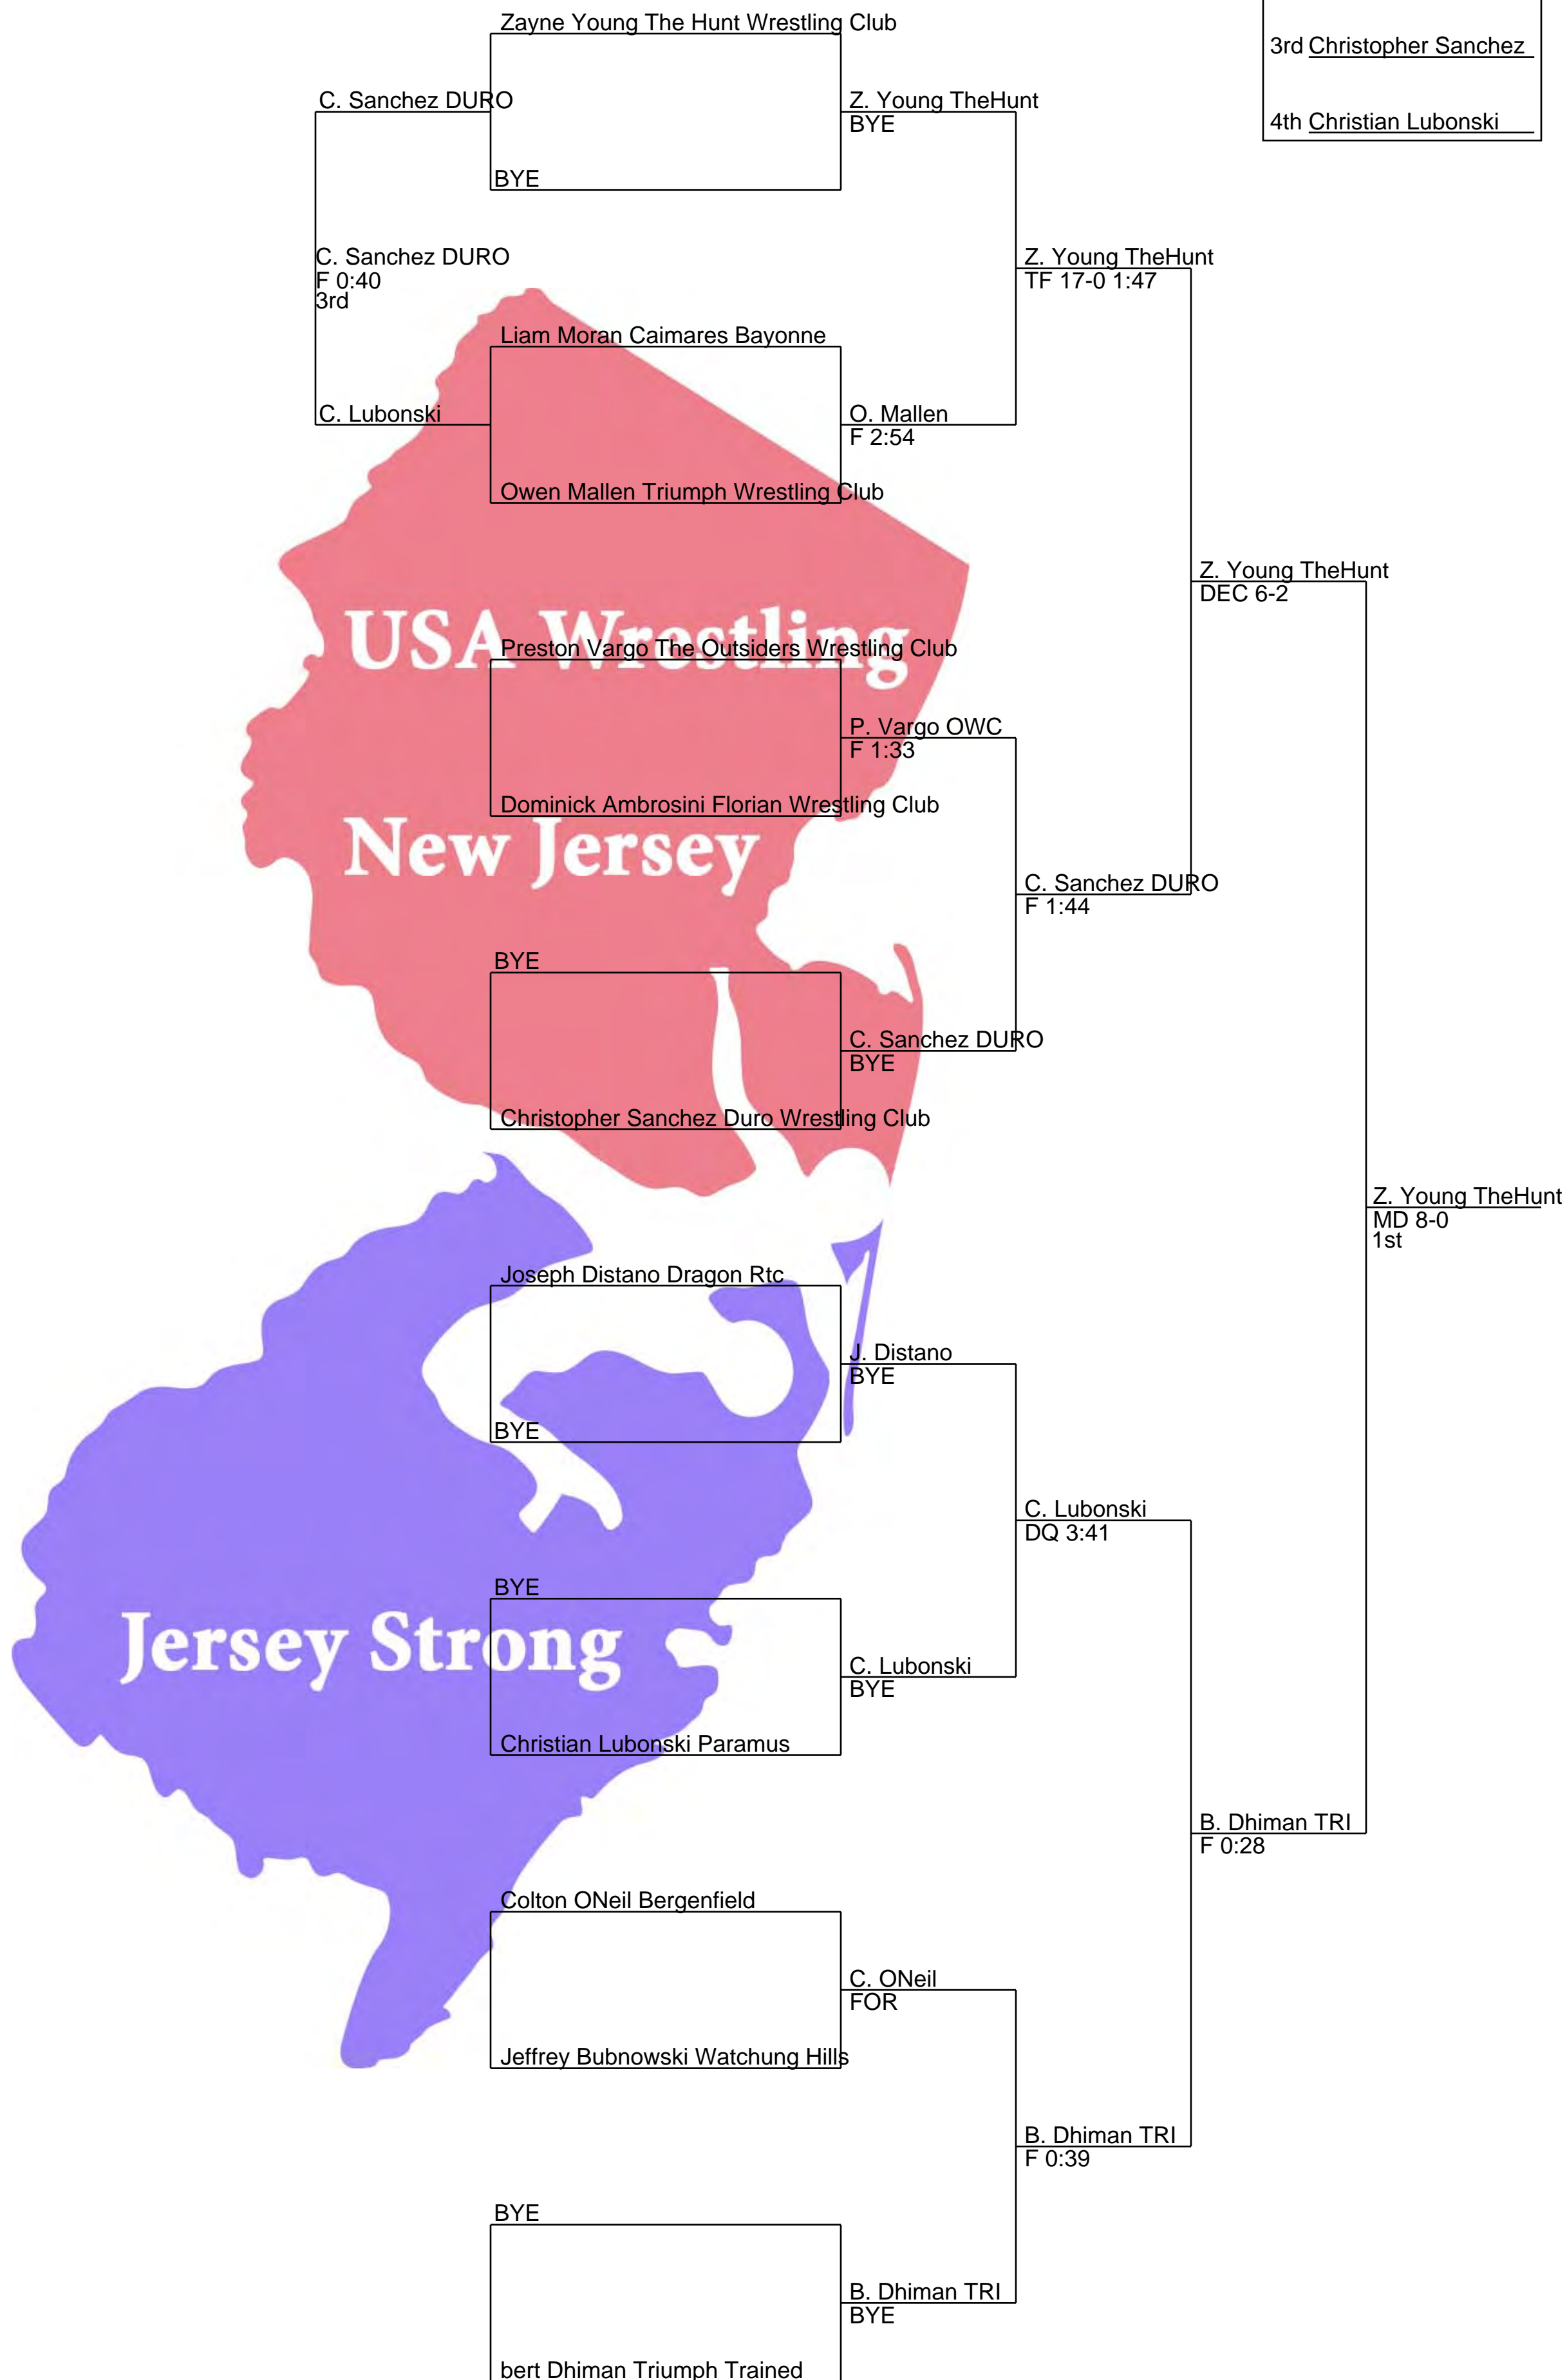 Zayne Young The Hunt Wrestling Club
3rd Christopher Sanchez
C. Sanchez DURO
Z. Young TheHunt
BYE
4th Christian Lubonski
BYE
C. Sanchez DURO
F 0:40
3rd
Z. Young TheHunt
TF 17-0 1:47
Liam Moran Caimares Bayonne
C. Lubonski
O. Mallen
F 2:54
Owen Mallen Triumph Wrestling Club
Z. Young TheHunt
DEC 6-2
USA Wrestling
Preston Vargo The Outsiders Wrestling Club
P. Vargo OWC
F 1:33
Dominick Ambrosini Florian Wrestling Club
New Jersey
C. Sanchez DURO
F 1:44
BYE
C. Sanchez DURO
BYE
Christopher Sanchez Duro Wrestling Club
Z. Young TheHunt
MD 8-0
1st
Joseph Distano Dragon Rtc
J. Distano
BYE
BYE
C. Lubonski
DQ 3:41
BYE
Jersey Strong
C. Lubonski
BYE
Christian Lubonski Paramus
B. Dhiman TRI
F 0:28
Colton ONeil Bergenfield
C. ONeil
FOR
Jeffrey Bubnowski Watchung Hills
B. Dhiman TRI
F 0:39
BYE
B. Dhiman TRI
BYE
bert Dhiman Triumph Trained